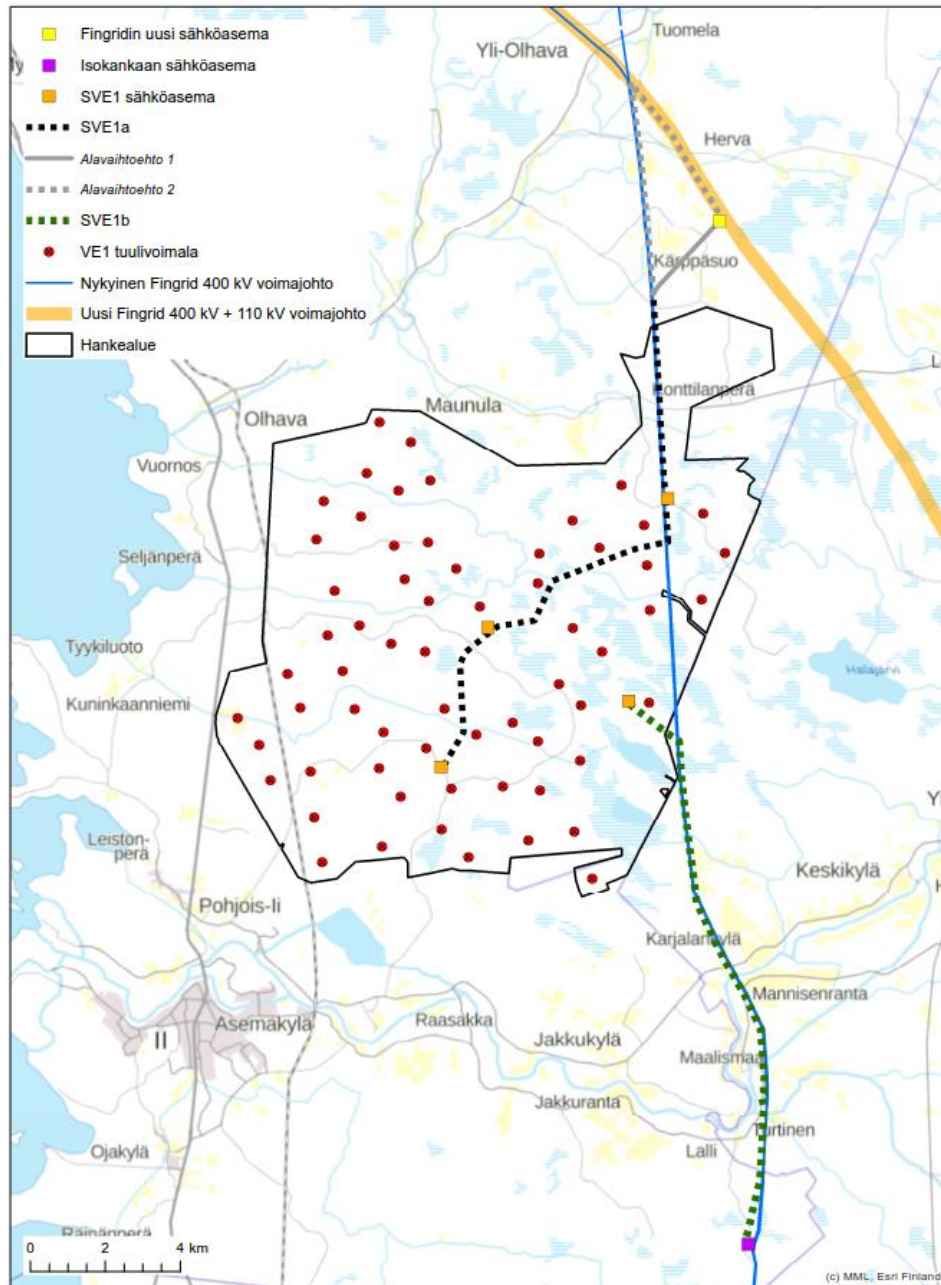 Fingridin uusi sähköasema
Isokankaan sähköasema
SVE1 sähköasema
SVE1a
Alavaihtoehto 1
Alavaihtoehto 2
SVE1b
VE1 tuulivoimala
Nykyinen Fingrid 400 kV voimajohto
Uusi Fingrid 400 kV + 110 kV voimajohto
Hankealue
Tuomela
Yli-Olhava
Herva
Kärppäsuo
Konttilanperä
Maunula
Olhava
Vuornos
Seljänperä
Tyykiluoto
Halajärvi
Kuninkaanniemi
Leiston-
perä
Keskikylä
Pohjois-Ii
Karjalankylä
Mannisenranta
Asemakylä
Raasakka
II
Jakkukylä
Maalismaa
Jakkuranta
Turtinen
Lalli
Ojakylä
Räinänperä
0 2 4 km
(c) MML, Esri Finland